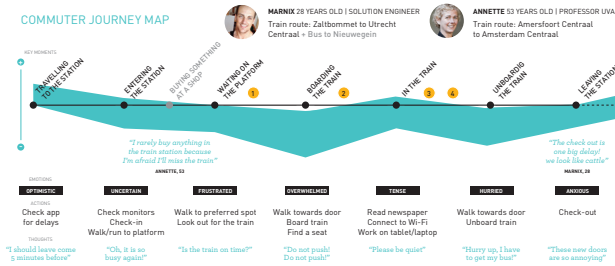 COMMUTER JOURNEY MAP
MARNIX 28 YEARS OLD | SOLUTION ENGINEER
Train route: Zaltbommel to Utrecht
Centraal + Bus to Nieuwegein
ANNETTE 53 YEARS OLD | PROFESSOR UVA
Train route: Amersfoort Centraal
to Amsterdam Centraal
KEY MOMENTS
+
TRAVELLING
TO THE STATION
ENTERING
THE STATION
BUYING SOMETHING
AT A SHOP
WAITING ON
THE PLATFORM
1
BOARDING
THE TRAIN
2
IN THE TRAIN
3
4
UNBOARDIG
THE TRAIN
LEAVING
THE STATION
−
"I rarely buy anything in
the train station because
I'm afraid I'll miss the train"
ANNETTE, 53
"The check out is
one big delay!
we look like cattle"
MARNIX, 28
EMOTIONS
OPTIMISTIC
UNCERTAIN
FRUSTRATED
OVERWHELMED
TENSE
HURRIED
ANXIOUS
ACTIONS
Check app
for delays
Check monitors
Check-in
Walk/run to platform
Walk to preferred spot
Look out for the train
Walk towards door
Board train
Find a seat
Read newspaper
Connect to Wi-Fi
Work on tablet/laptop
Walk towards door
Unboard train
Check-out
THOUGHTS
"I should leave come
5 minutes before"
"Oh, it is so
busy again!"
"Is the train on time?"
"Do not push!
Do not push!"
"Please be quiet"
"Hurry up, I have
to get my bus!"
"These new doors
are so annoying"